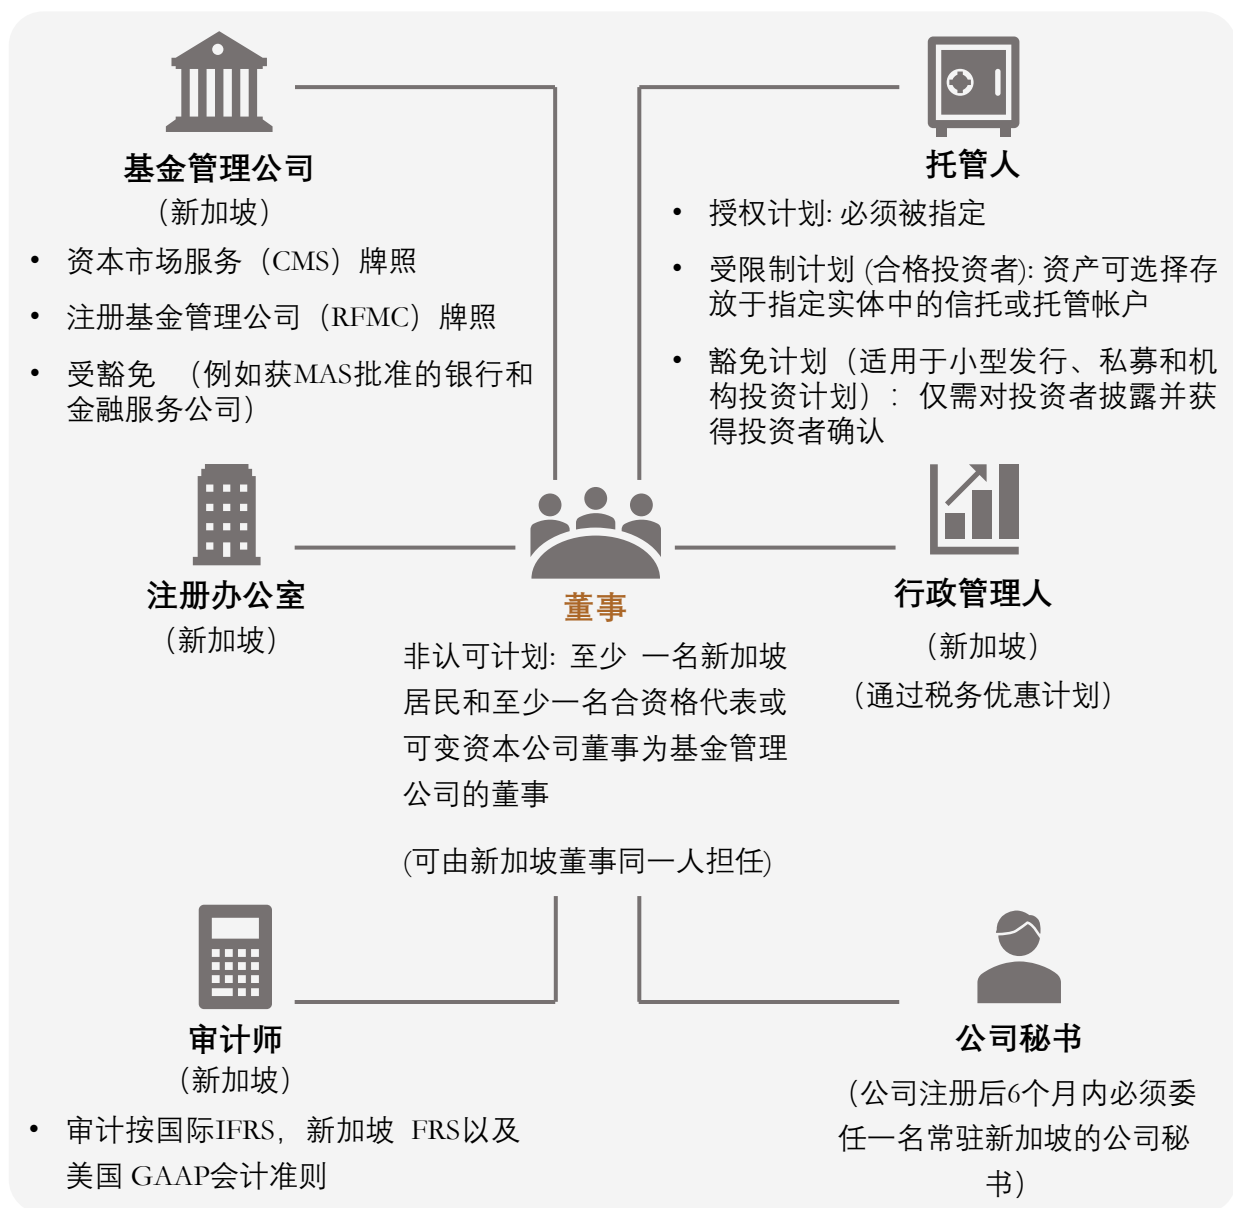 基金管理公司
（新加坡）
• 资本市场服务（CMS）牌照
• 注册基金管理公司（RFMC）牌照
• 受豁免 （例如获MAS批准的银行和
金融服务公司）
托管人
• 授权计划: 必须被指定
• 受限制计划 (合格投资者): 资产可选择存
放于指定实体中的信托或托管帐户
• 豁免计划（适用于小型发行、私募和机
构投资计划）: 仅需对投资者披露并获
得投资者确认
注册办公室
（新加坡）
董事
非认可计划: 至少 一名新加坡
居民和至少一名合资格代表或
可变资本公司董事为基金管理
公司的董事
(可由新加坡董事同一人担任)
行政管理人
（新加坡）
（通过税务优惠计划）
审计师
（新加坡）
• 审计按国际IFRS，新加坡 FRS以及
美国 GAAP会计准则
公司秘书
（公司注册后6个月内必须委
任一名常驻新加坡的公司秘
书）